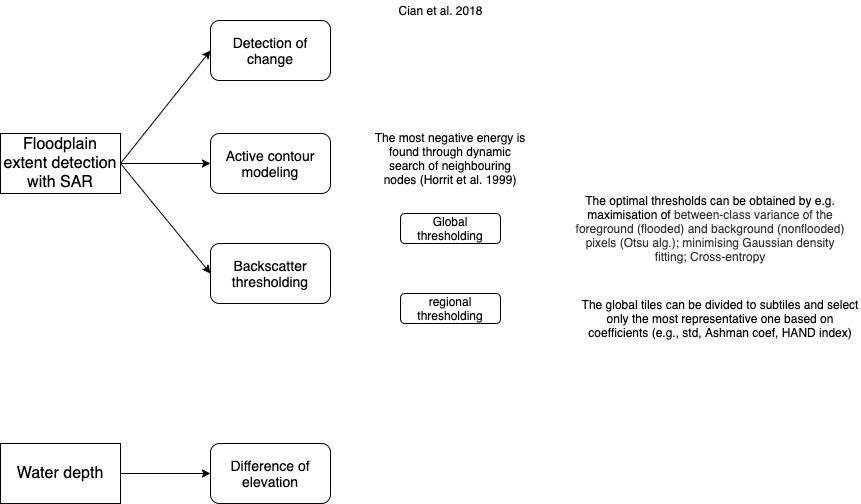 Cian et al. 2018
Detection of
change
Floodplain
extent detection
with SAR
Active contour
modeling
The most negative energy is
found through dynamic
search of neighbouring
nodes (Horrit et al. 1999)
Backscatter
thresholding
Global
thresholding
The optimal thresholds can be obtained by e.g.
maximisation of between-class variance of the
foreground (flooded) and background (nonflooded)
pixels (Otsu alg.); minimising Gaussian density
fitting; Cross-entropy
regional
thresholding
The global tiles can be divided to subtiles and select
only the most representative one based on
coefficients (e.g., std, Ashman coef, HAND index)
Water depth
Difference of
elevation